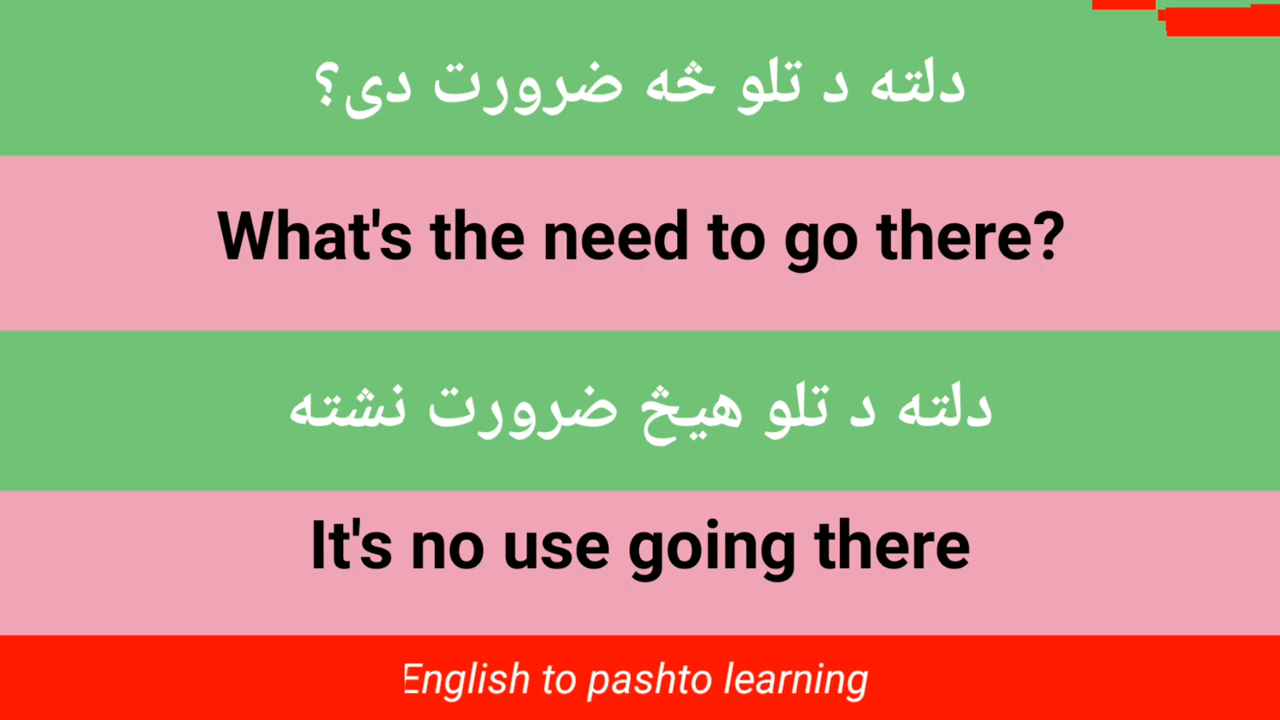 دلته د تلو څه ضرورت دی؟
What's the need to go there?
دلته د تلو هیڅ ضرورت نشته
It's no use going there
English to pashto learning